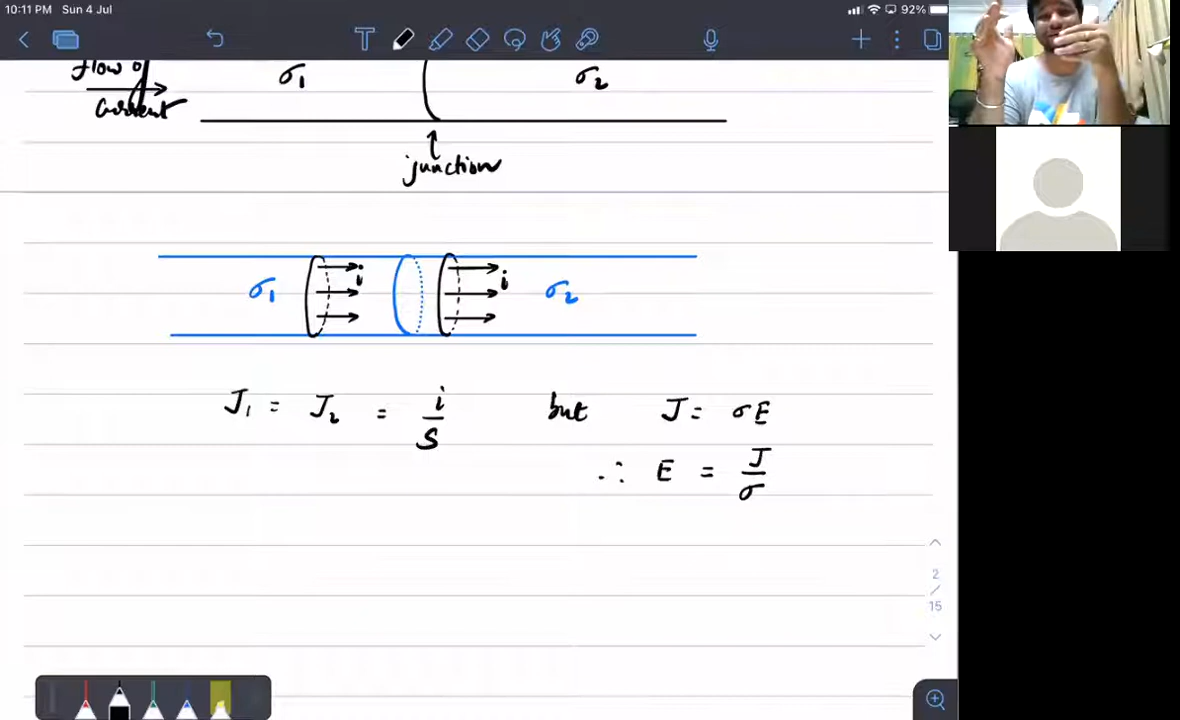 10:11 PM Sun 4 Jul 92%
T
flow of σ₁ σ₂
current
junction
σ₁ i i σ₂
J₁ = J₂ = i/S but J = σE
∴ E = J/σ
2
/
15